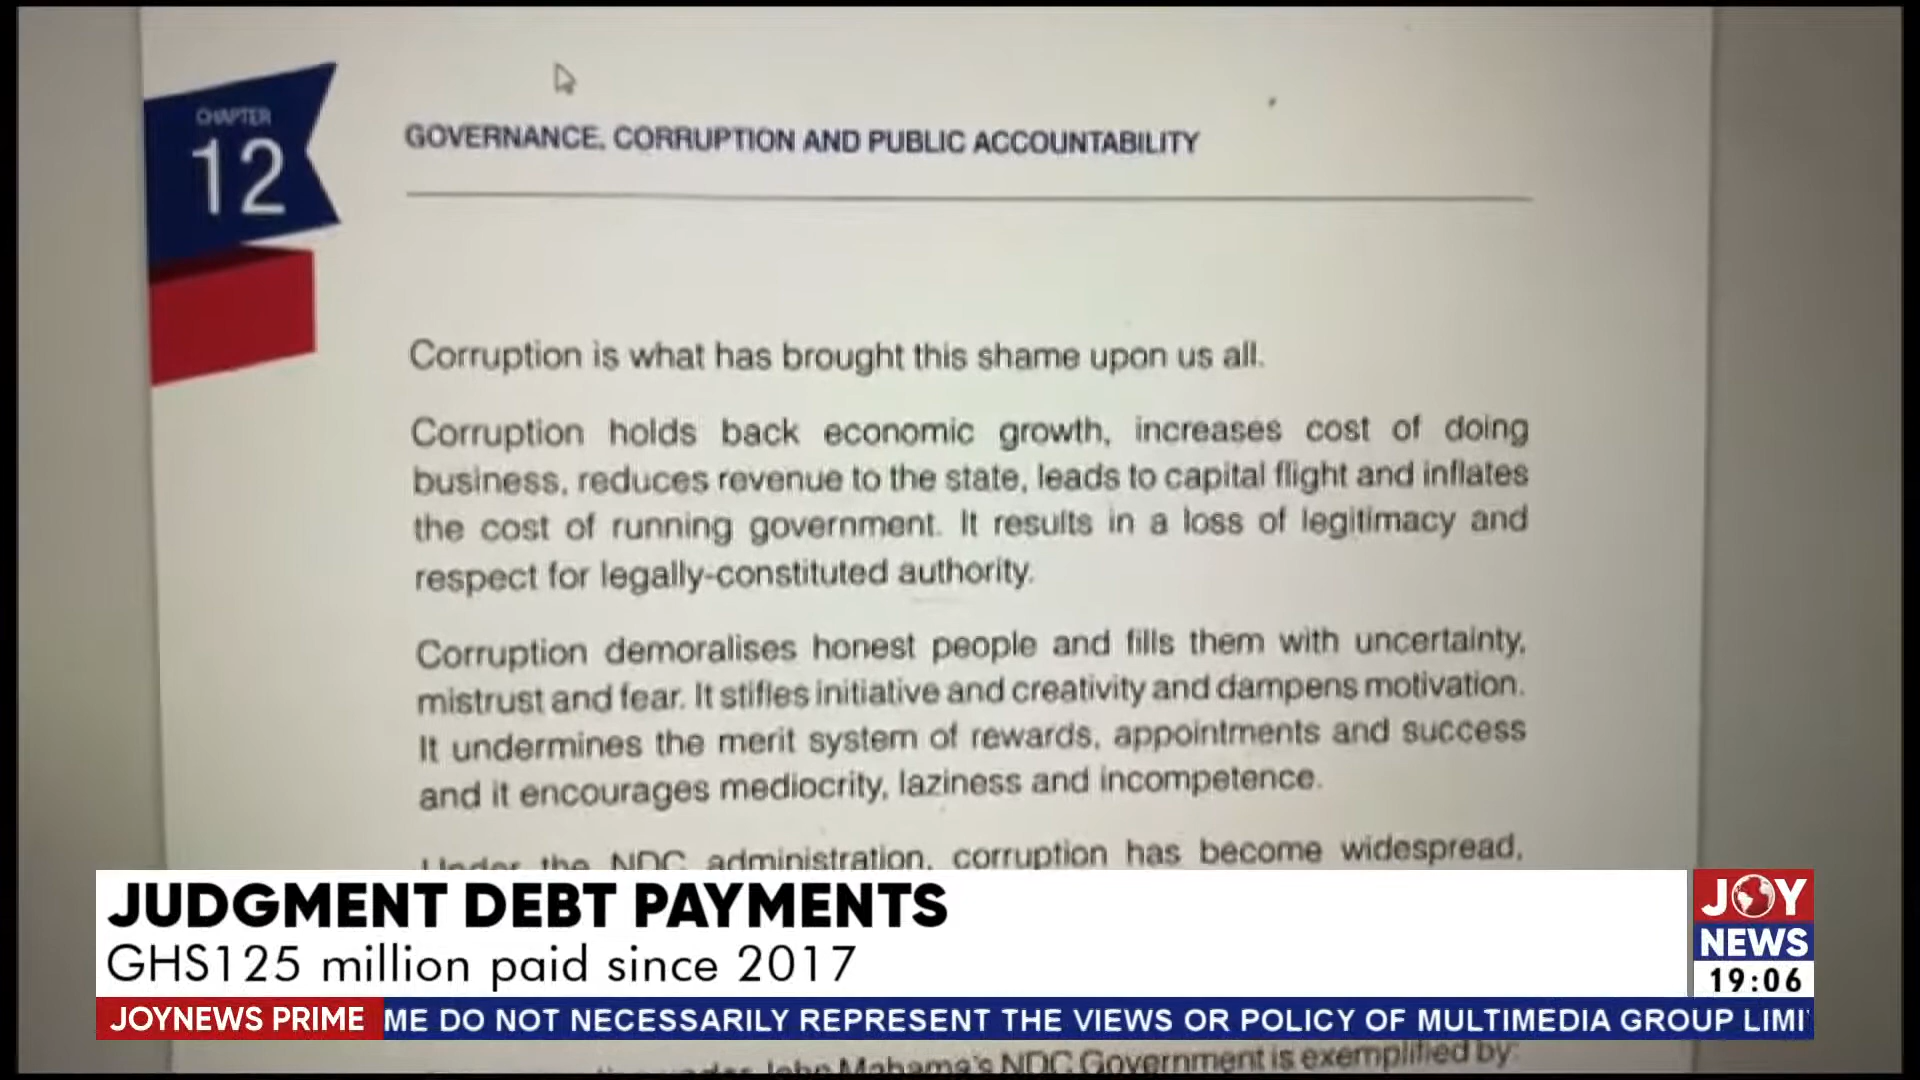 CHAPTER
12
GOVERNANCE, CORRUPTION AND PUBLIC ACCOUNTABILITY
Corruption is what has brought this shame upon us all.
Corruption holds back economic growth, increases cost of doing
business, reduces revenue to the state, leads to capital flight and inflates
the cost of running government. It results in a loss of legitimacy and
respect for legally-constituted authority.
Corruption demoralises honest people and fills them with uncertainty,
mistrust and fear. It stifles initiative and creativity and dampens motivation.
It undermines the merit system of rewards, appointments and success
and it encourages mediocrity, laziness and incompetence.
Under the NDC administration, corruption has become widespread,
JUDGMENT DEBT PAYMENTS
GHS125 million paid since 2017
JOY
NEWS
19:06
JOYNEWS PRIME
ME DO NOT NECESSARILY REPRESENT THE VIEWS OR POLICY OF MULTIMEDIA GROUP LIMI
under John Mahama's NDC Government is exemplified by: